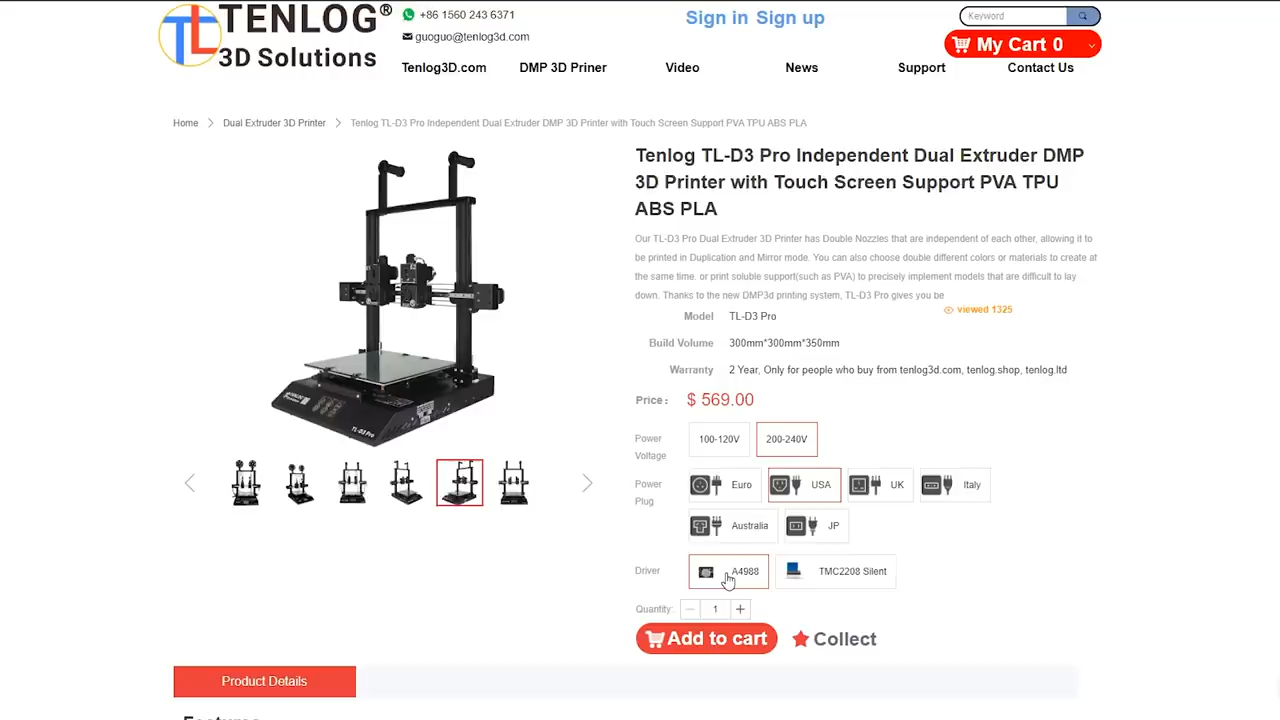 TENLOG®
3D Solutions
+86 1560 243 6371
guoguo@tenlog3d.com
Sign in Sign up
Keyword
My Cart 0
Tenlog3D.com DMP 3D Priner Video News Support Contact Us
Home > Dual Extruder 3D Printer > Tenlog TL-D3 Pro Independent Dual Extruder DMP 3D Printer with Touch Screen Support PVA TPU ABS PLA
Tenlog TL-D3 Pro Independent Dual Extruder DMP
3D Printer with Touch Screen Support PVA TPU
ABS PLA
Our TL-D3 Pro Dual Extruder 3D Printer has Double Nozzles that are independent of each other, allowing it to
be printed in Duplication and Mirror mode. You can also choose double different colors or materials to create at
the same time. or print soluble support(such as PVA) to precisely implement models that are difficult to lay
down. Thanks to the new DMP3d printing system, TL-D3 Pro gives you be
viewed 1325
Model TL-D3 Pro
Build Volume 300mm*300mm*350mm
Warranty 2 Year, Only for people who buy from tenlog3d.com, tenlog.shop, tenlog.ltd
Price : $ 569.00
Power
Voltage
100-120V 200-240V
Power
Plug
Euro USA UK Italy
Australia JP
Driver A4988 TMC2208 Silent
Quantity: 1
Add to cart Collect
Product Details
Features
TENLOG
TL-D3 Pro